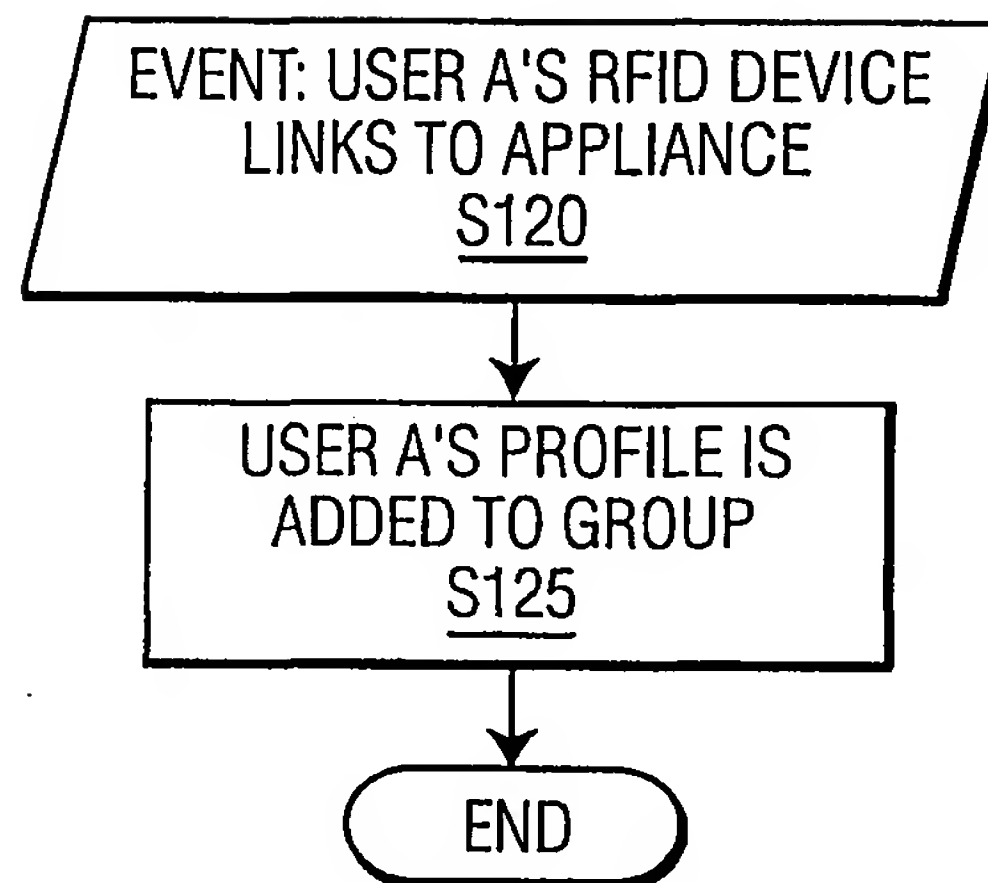 EVENT: USER A'S RFID DEVICE
LINKS TO APPLIANCE
S120
USER A'S PROFILE IS
ADDED TO GROUP
S125
END